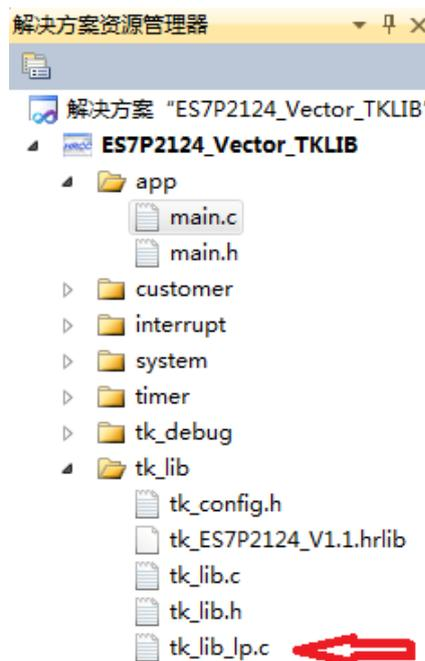 解决方案资源管理器
解决方案 "ES7P2124_Vector_TKLIB"
HRCC ES7P2124_Vector_TKLIB
app
main.c
main.h
customer
interrupt
system
timer
tk_debug
tk_lib
tk_config.h
tk_ES7P2124_V1.1.hrlib
tk_lib.c
tk_lib.h
tk_lib_lp.c